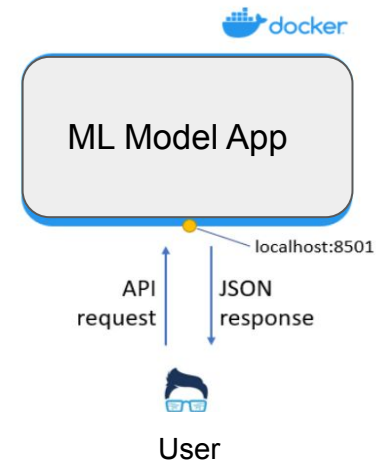 docker
ML Model App
localhost:8501
API
request
JSON
response
User